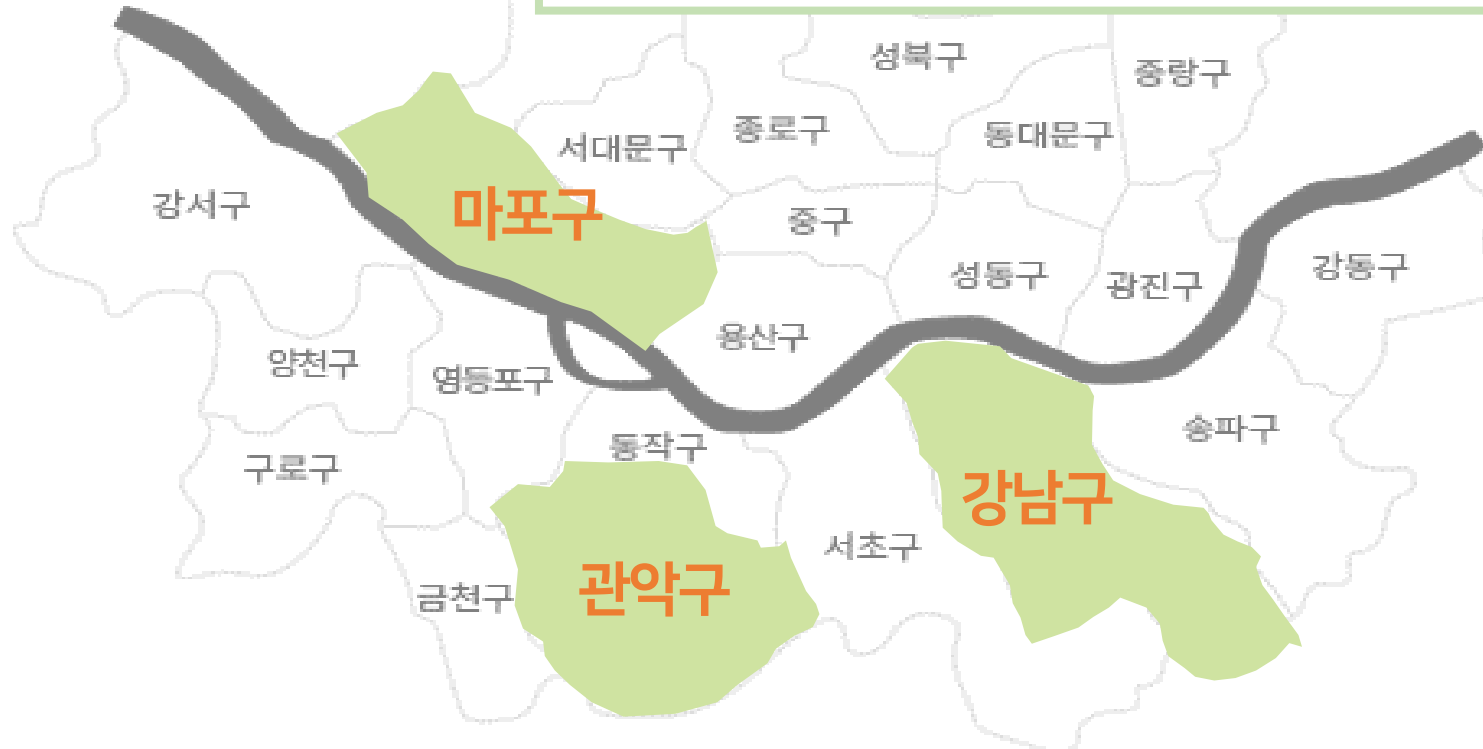 성북구
중랑구
종로구
동대문구
서대문구
강서구
마포구
중구
성동구
광진구
강동구
용산구
양천구
영등포구
송파구
동작구
구로구
강남구
서초구
관악구
금천구